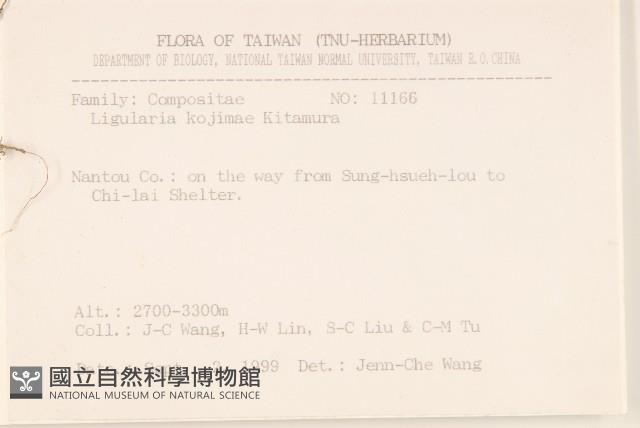 FLORA OF TAIWAN (TNU-HERBARIUM)
DEPARTMENT OF BIOLOGY, NATIONAL TAIWAN NORMAL UNIVERSITY, TAIWAN R.O.CHINA
Family: Compositae NO: 11166
Ligularia kojimae Kitamura
Nantou Co.: on the way from Sung-hsueh-lou to
Chi-lai Shelter.
Alt.: 2700-3300m
Coll.: J-C Wang, H-W Lin, S-C Liu & C-M Tu
Det.: Jenn-Che Wang
國立自然科學博物館
NATIONAL MUSEUM OF NATURAL SCIENCE